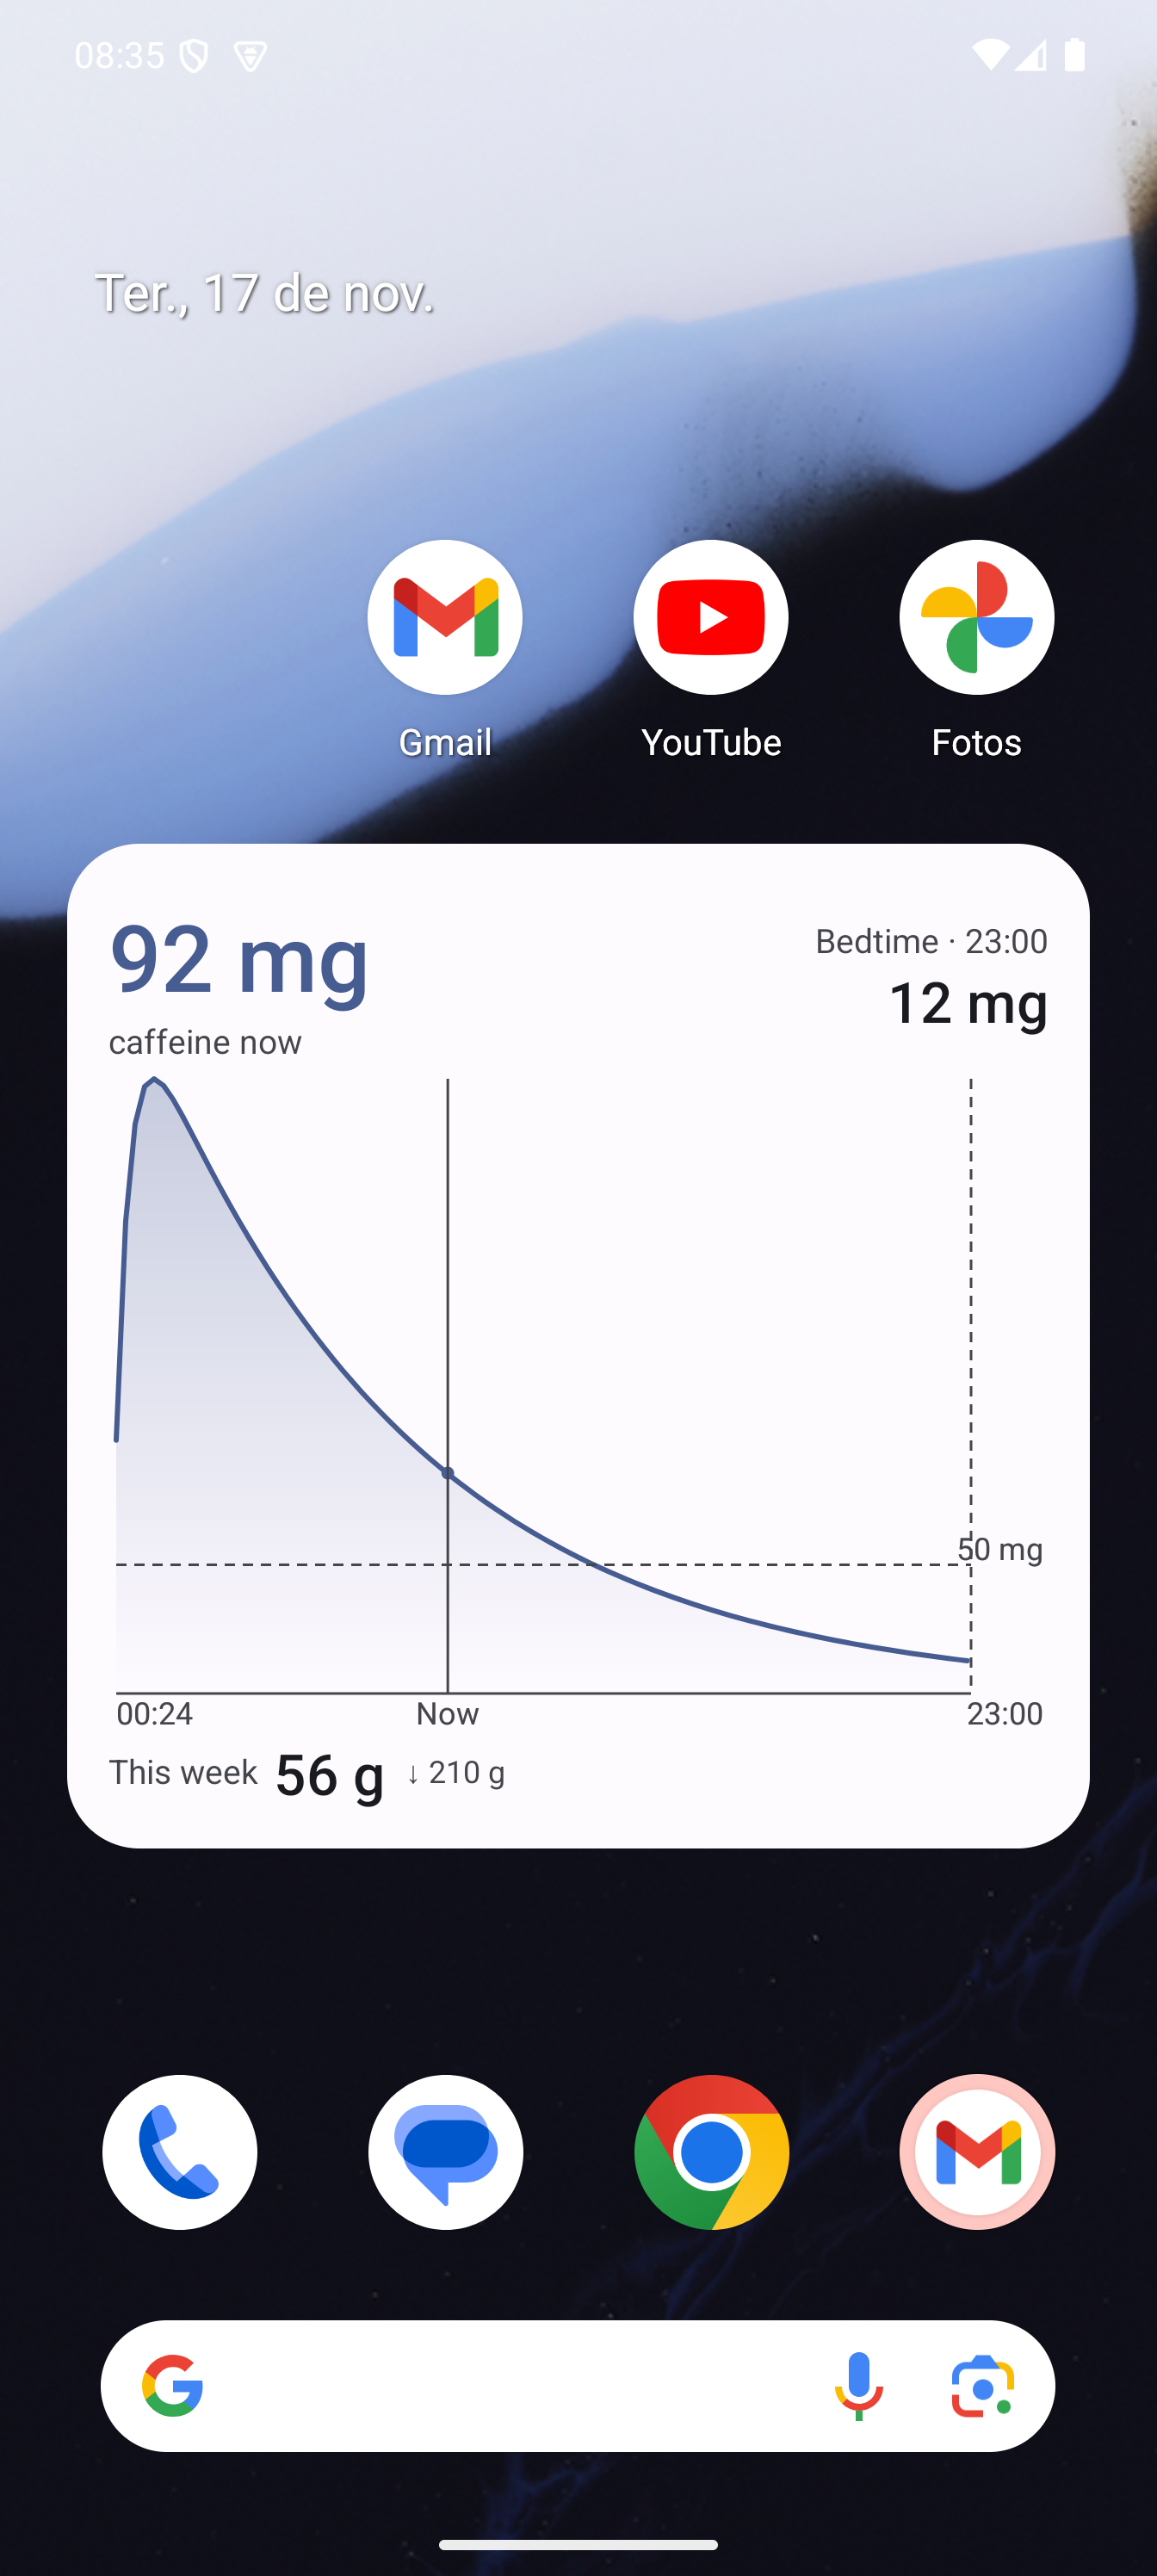 08:35
Ter., 17 de nov.
Gmail YouTube Fotos
92 mg
caffeine now
Bedtime · 23:00
12 mg
50 mg
00:24 Now 23:00
This week 56 g ↓ 210 g